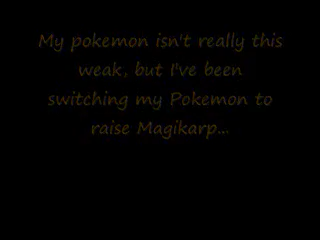 My pokemon isn't really this
weak, but I've been
switching my Pokemon to
raise Magikarp...